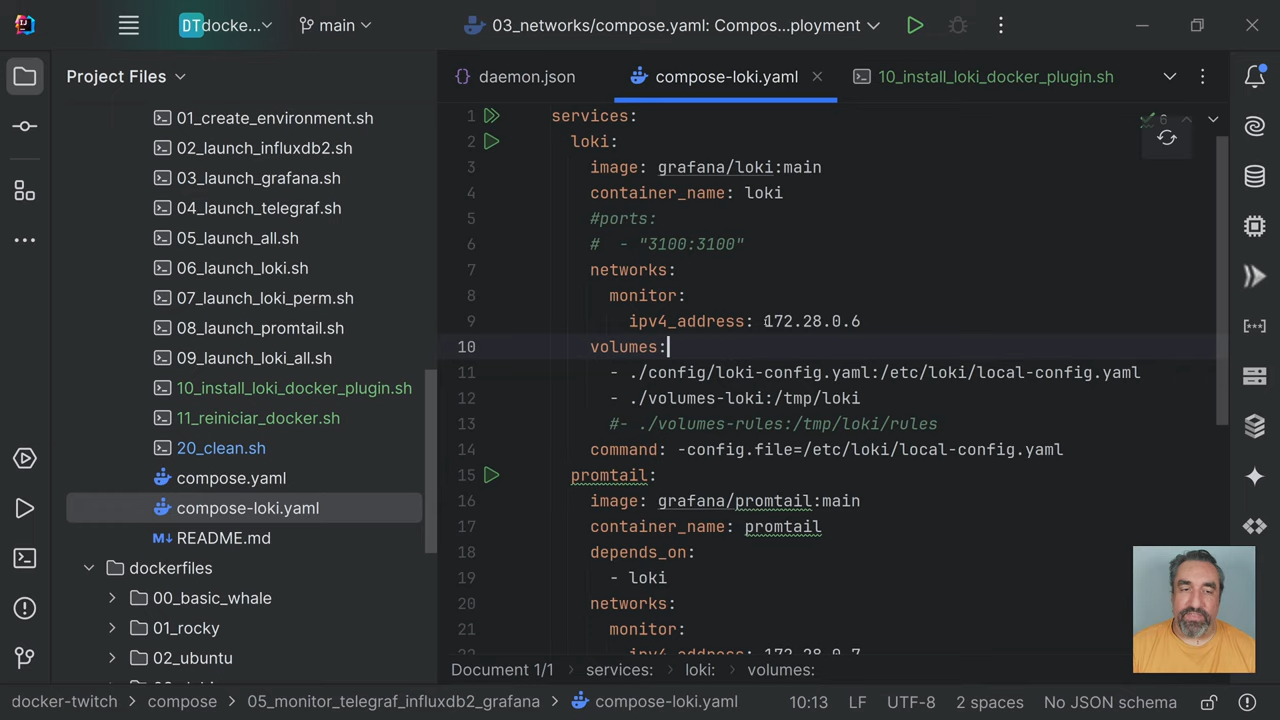 DT docke...
main
03_networks/compose.yaml: Compos...ployment
Project Files
daemon.json
compose-loki.yaml
10_install_loki_docker_plugin.sh
01_create_environment.sh
02_launch_influxdb2.sh
03_launch_grafana.sh
04_launch_telegraf.sh
05_launch_all.sh
06_launch_loki.sh
07_launch_loki_perm.sh
08_launch_promtail.sh
09_launch_loki_all.sh
10_install_loki_docker_plugin.sh
11_reiniciar_docker.sh
20_clean.sh
compose.yaml
compose-loki.yaml
README.md
dockerfiles
00_basic_whale
01_rocky
02_ubuntu
1 services:
2 loki:
3 image: grafana/loki:main
4 container_name: loki
5 #ports:
6 #  - "3100:3100"
7 networks:
8 monitor:
9 ipv4_address: 172.28.0.6
10 volumes:
11 - ./config/loki-config.yaml:/etc/loki/local-config.yaml
12 - ./volumes-loki:/tmp/loki
13 #- ./volumes-rules:/tmp/loki/rules
14 command: -config.file=/etc/loki/local-config.yaml
15 promtail:
16 image: grafana/promtail:main
17 container_name: promtail
18 depends_on:
19 - loki
20 networks:
21 monitor:
22 ipv4_address: 172.28.0.7
6
Document 1/1 services: loki: volumes:
docker-twitch compose 05_monitor_telegraf_influxdb2_grafana compose-loki.yaml 10:13 LF UTF-8 2 spaces No JSON schema